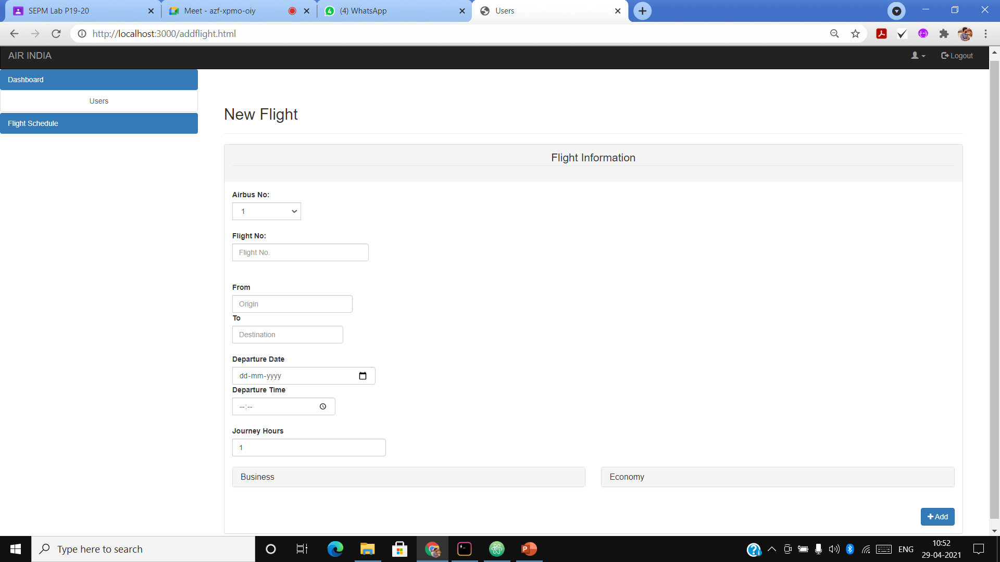 SEPM Lab P19-20
Meet - azf-xpmo-oiy
(4) WhatsApp
Users
http://localhost:3000/addflight.html
AIR INDIA
Logout
Dashboard
Users
Flight Schedule
New Flight
Flight Information
Airbus No:
1
Flight No:
Flight No.
From
Origin
To
Destination
Departure Date
dd-mm-yyyy
Departure Time
--:--
Journey Hours
1
Business
Economy
Add
Type here to search
ENG
10:52
29-04-2021